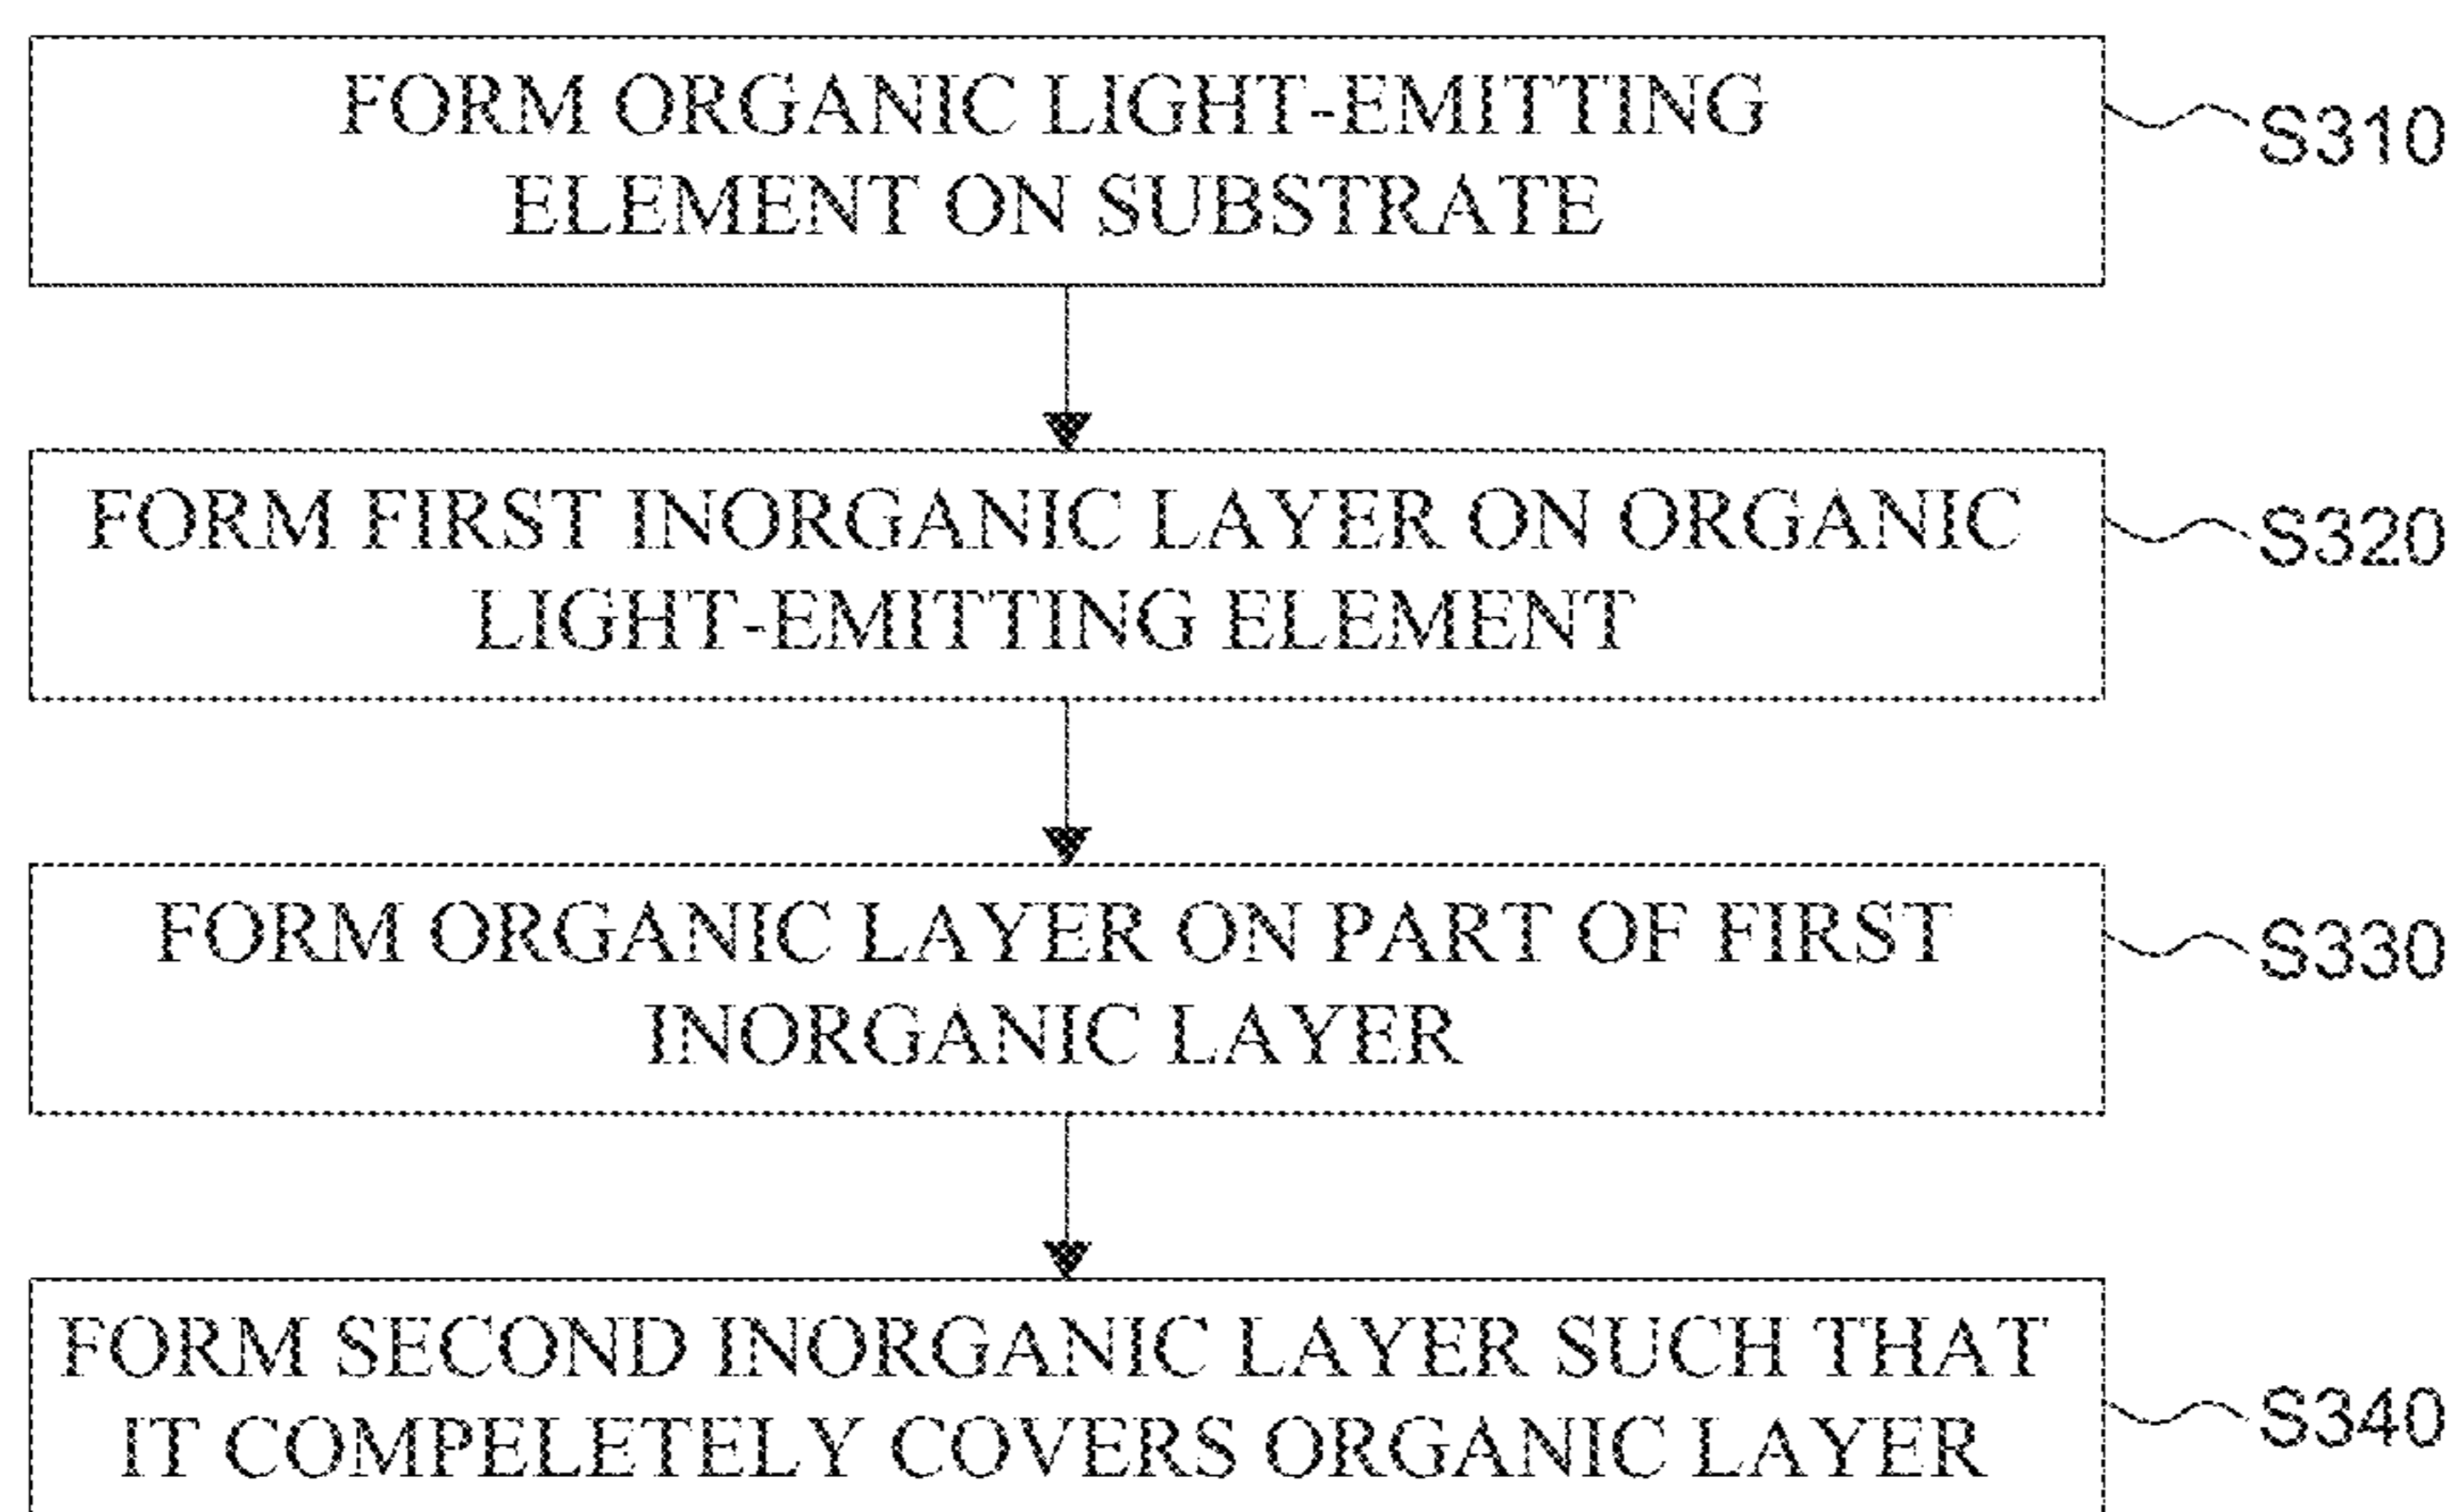 FORM ORGANIC LIGHT-EMITTING
ELEMENT ON SUBSTRATE
S310
FORM FIRST INORGANIC LAYER ON ORGANIC
LIGHT-EMITTING ELEMENT
S320
FORM ORGANIC LAYER ON PART OF FIRST
INORGANIC LAYER
S330
FORM SECOND INORGANIC LAYER SUCH THAT
IT COMPELETELY COVERS ORGANIC LAYER
S340